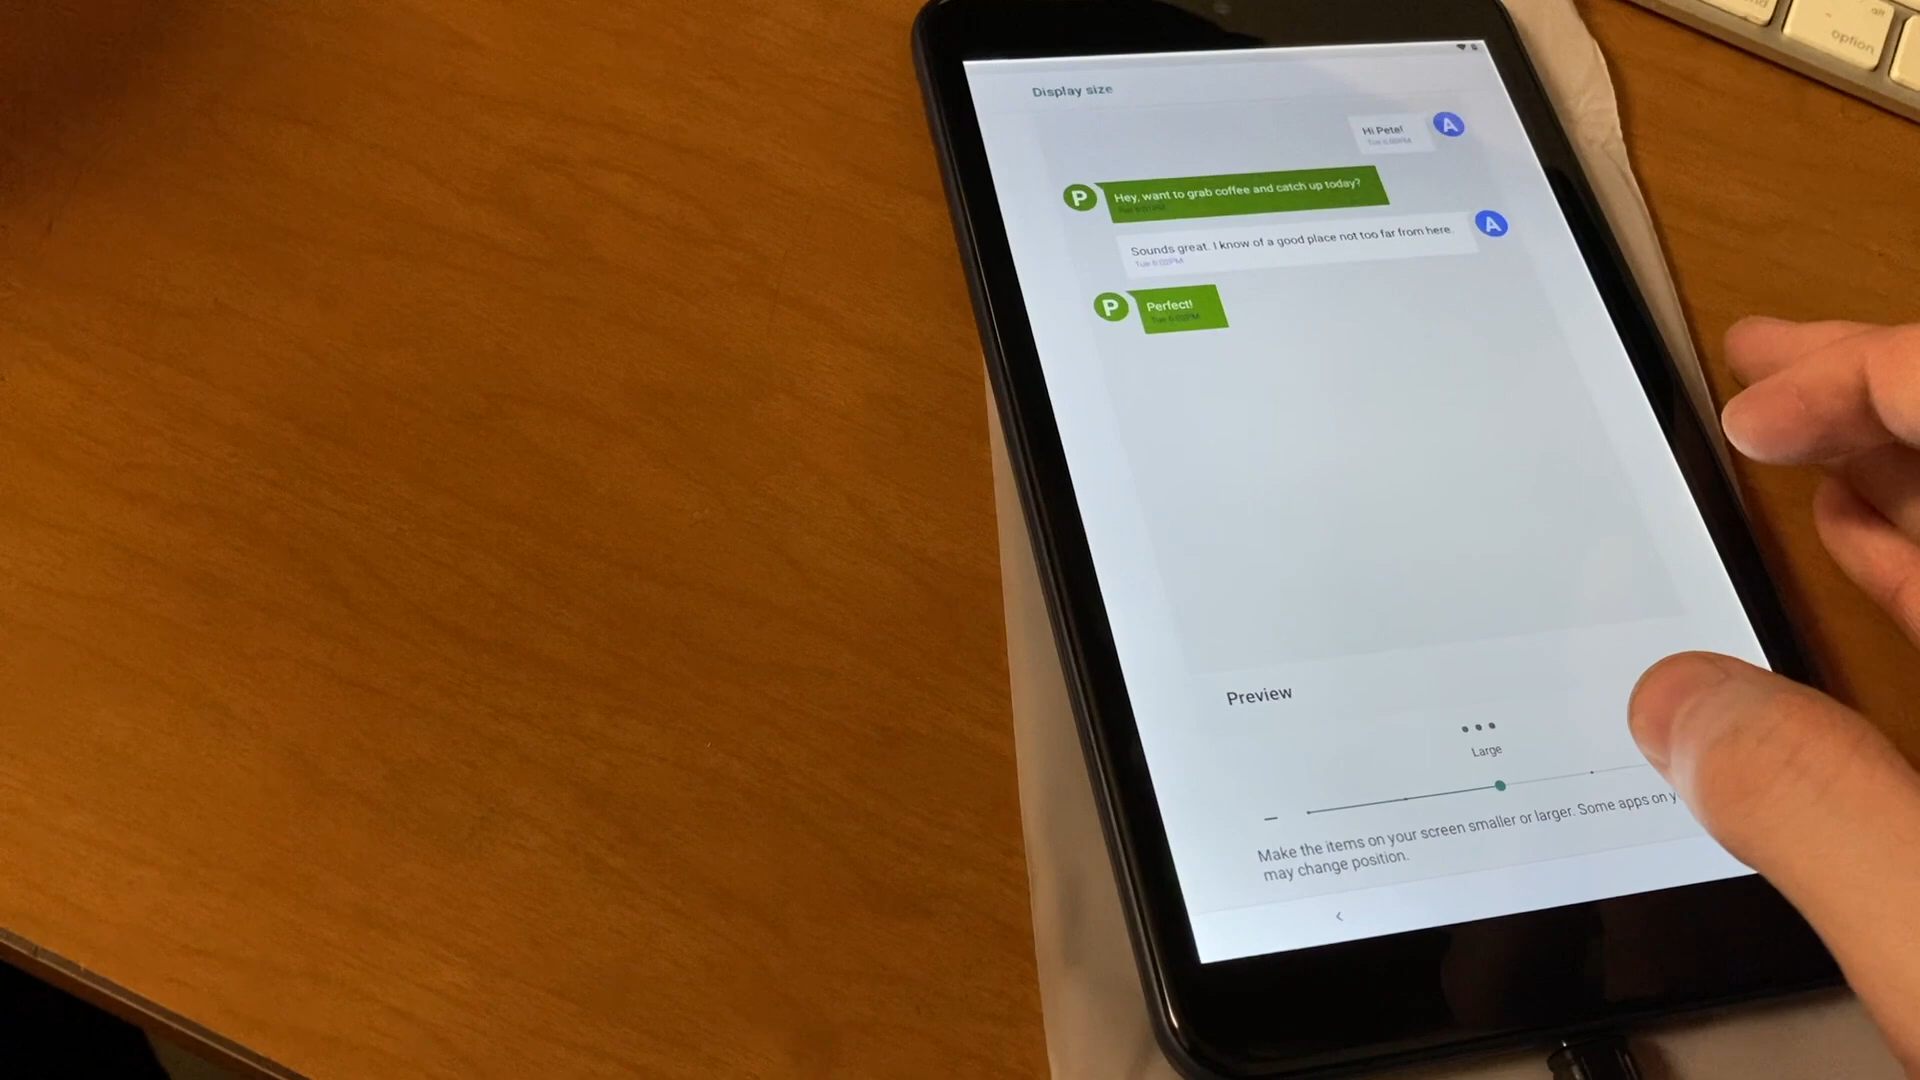 alt
option
Display size
Hi Pete!
A
P
Hey, want to grab coffee and catch up today?
Sounds great. I know of a good place not too far from here.
A
P
Perfect!
Preview
Large
Make the items on your screen smaller or larger. Some apps on
may change position.